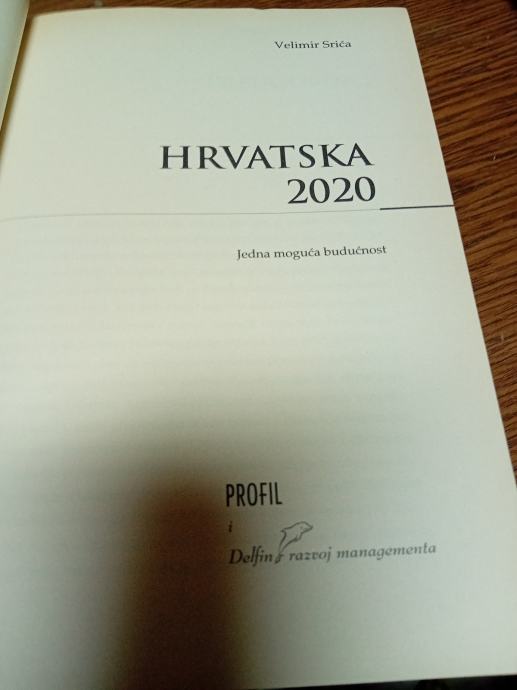 Velimir Srića
HRVATSKA
2020
Jedna moguća budućnost
PROFIL
i
Delfin razvoj managementa